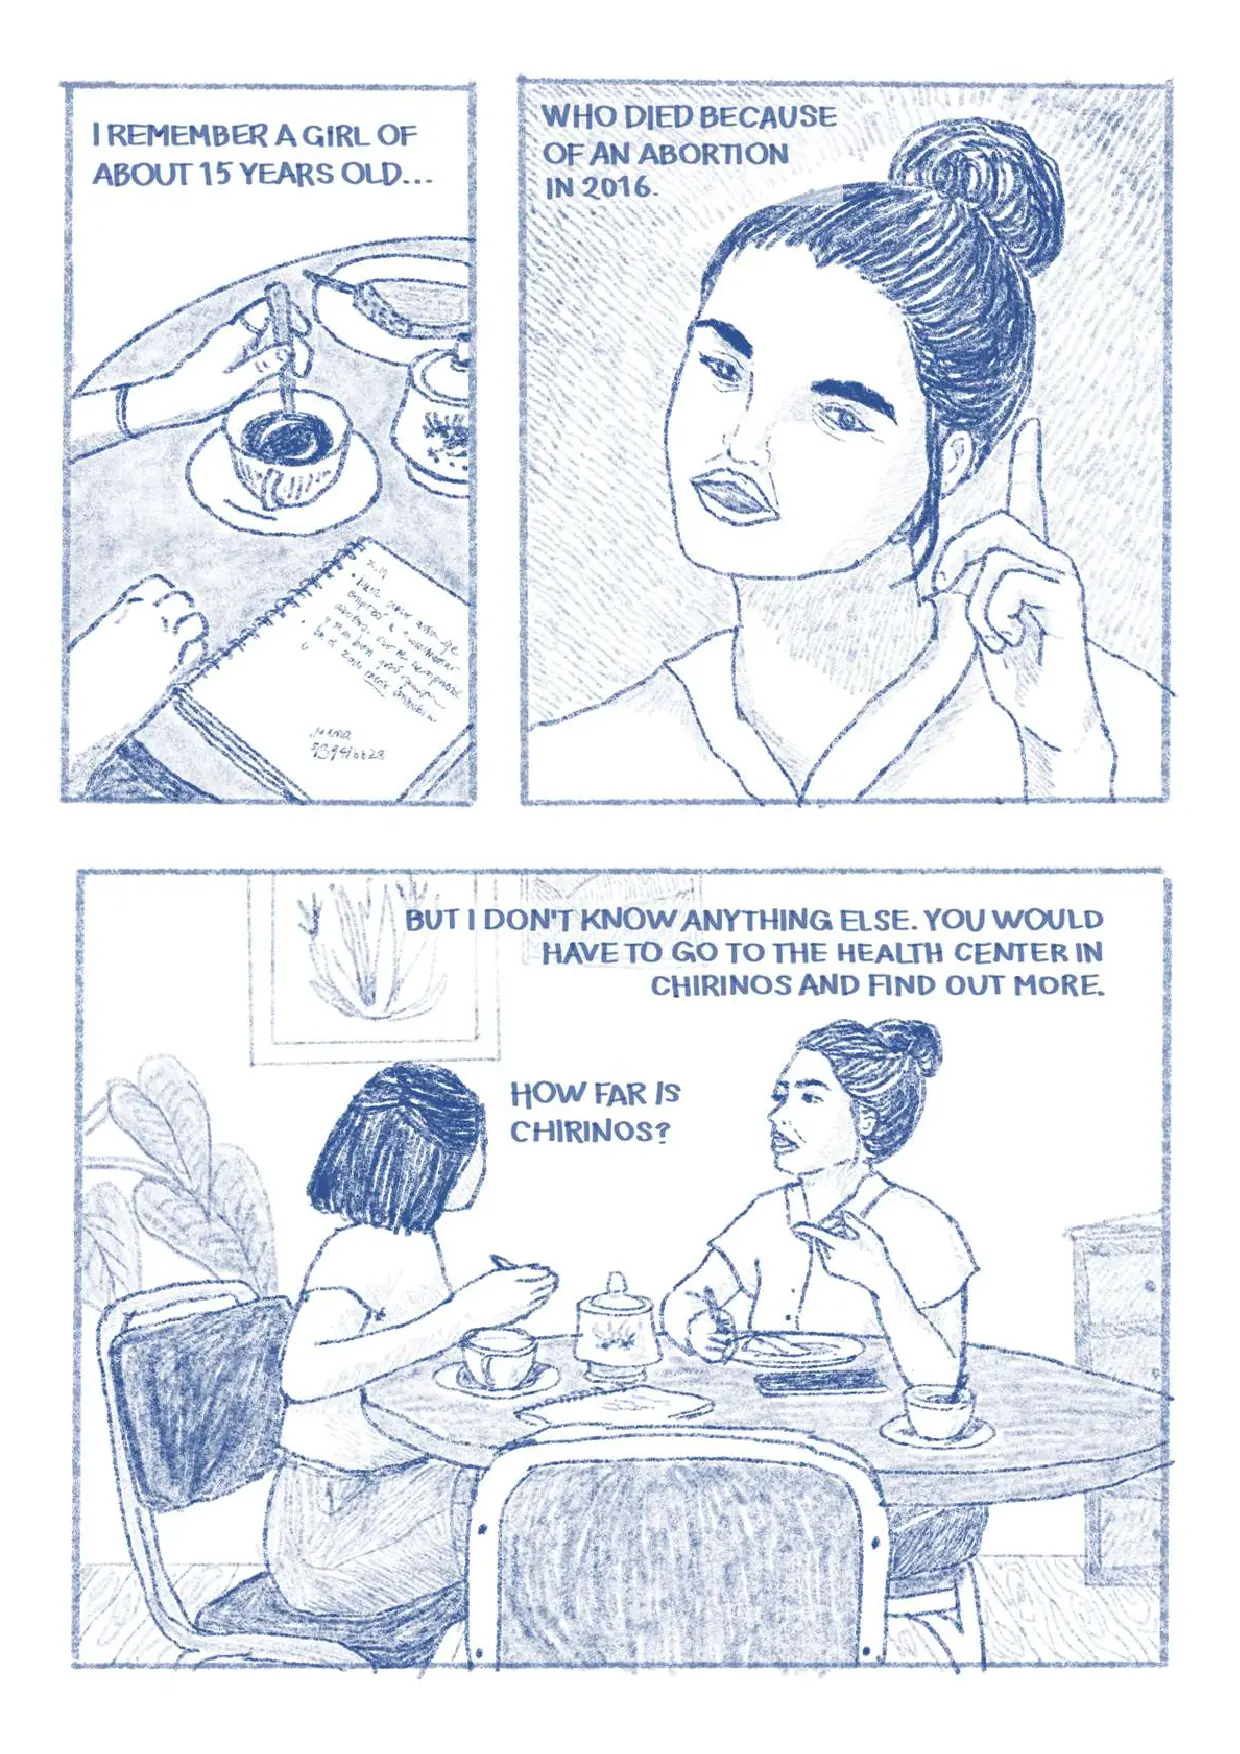 I REMEMBER A GIRL OF
ABOUT 15 YEARS OLD...
WHO DIED BECAUSE
OF AN ABORTION
IN 2016.
BUT I DON'T KNOW ANYTHING ELSE. YOU WOULD
HAVE TO GO TO THE HEALTH CENTER IN
CHIRINOS AND FIND OUT MORE.
HOW FAR IS
CHIRINOS?